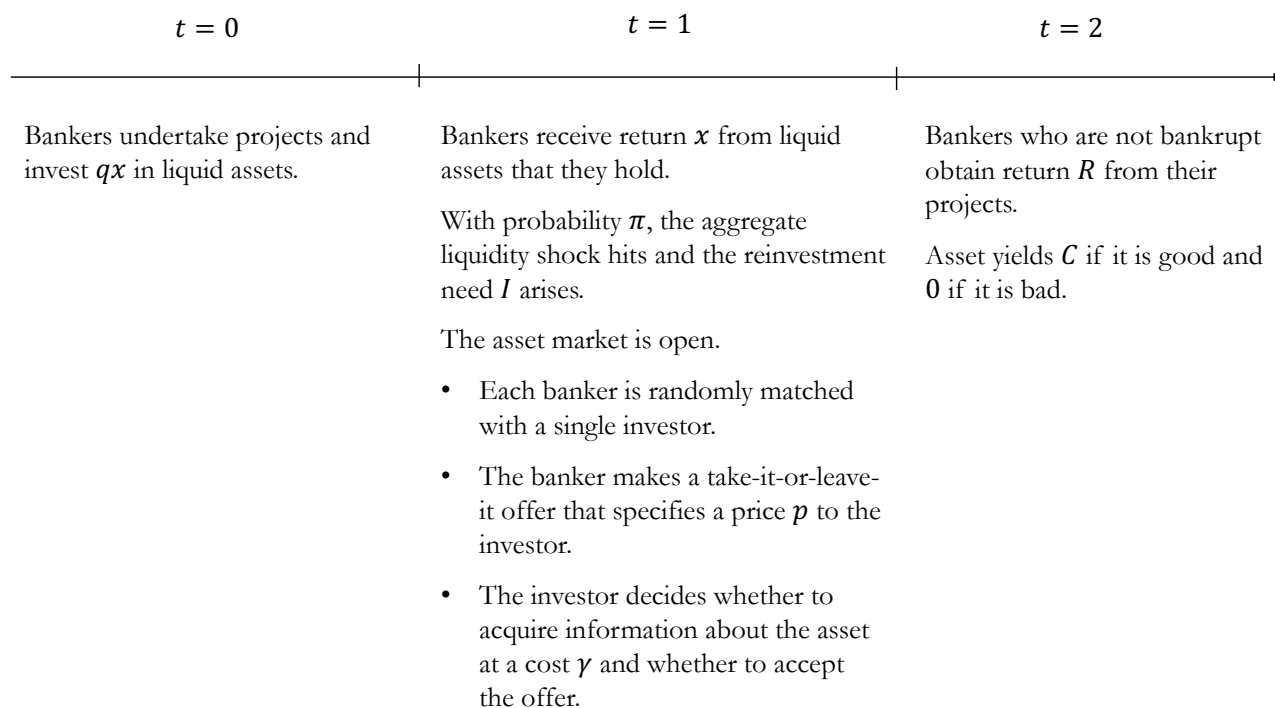 t = 0
t = 1
t = 2
Bankers undertake projects and
invest qx in liquid assets.
Bankers receive return x from liquid
assets that they hold.
With probability π, the aggregate
liquidity shock hits and the reinvestment
need I arises.
The asset market is open.
• Each banker is randomly matched
with a single investor.
• The banker makes a take-it-or-leave-
it offer that specifies a price p to the
investor.
• The investor decides whether to
acquire information about the asset
at a cost γ and whether to accept
the offer.
Bankers who are not bankrupt
obtain return R from their
projects.
Asset yields C if it is good and
0 if it is bad.